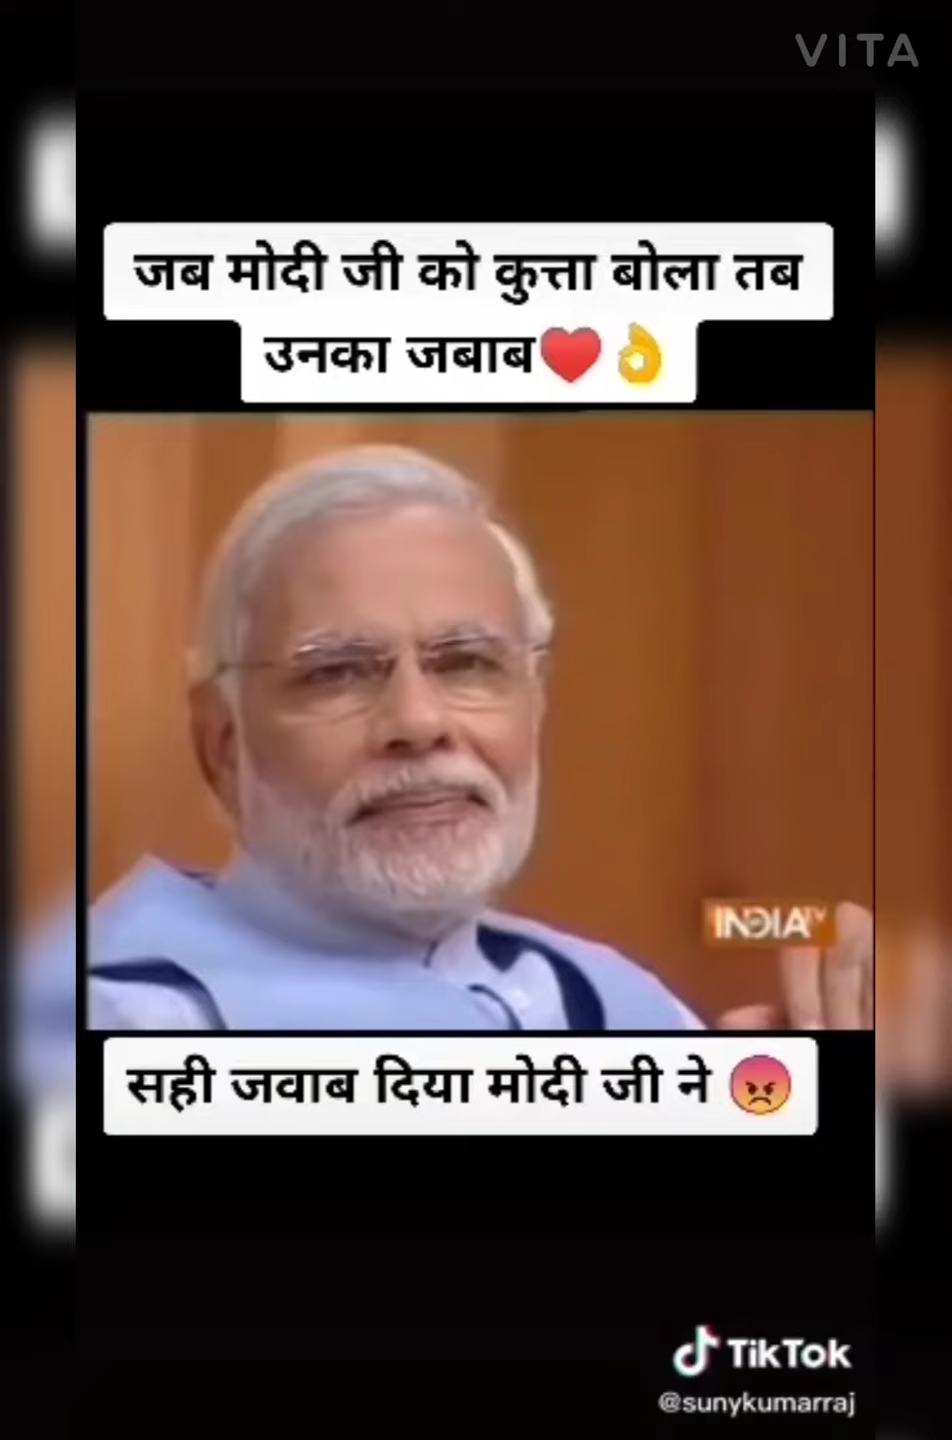 VITA
जब मोदी जी को कुत्ता बोला तब
उनका जबाब❤️👌
INDIA TV
सही जवाब दिया मोदी जी ने 😡
TikTok
@sunykumarraj